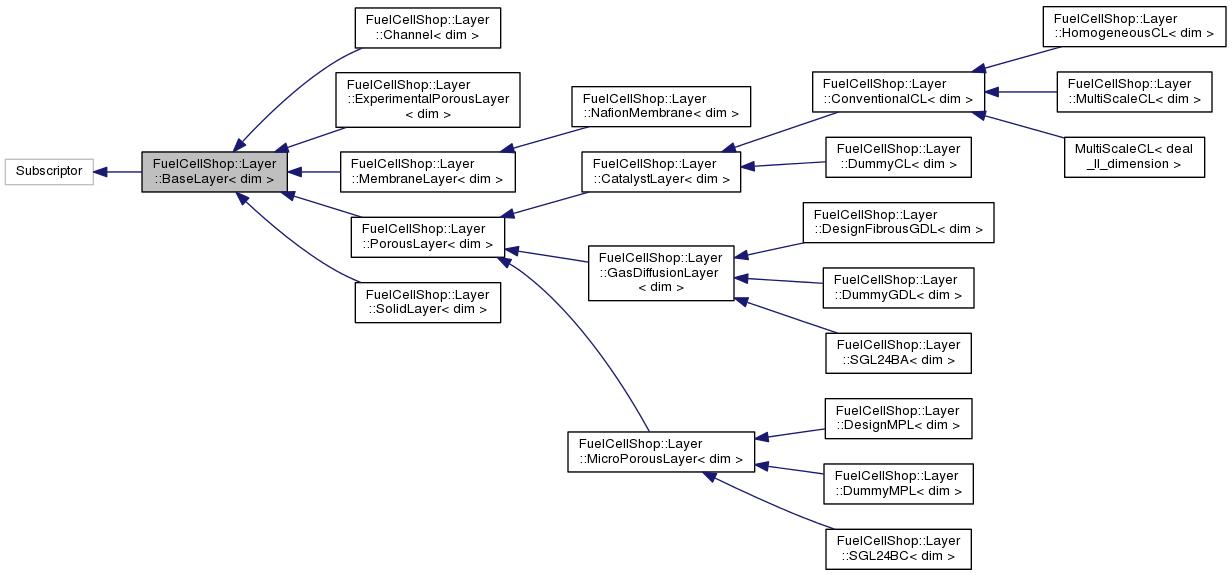 Subscriptor
FuelCellShop::Layer
::BaseLayer< dim >
FuelCellShop::Layer
::Channel< dim >
FuelCellShop::Layer
::ExperimentalPorousLayer
< dim >
FuelCellShop::Layer
::MembraneLayer< dim >
FuelCellShop::Layer
::PorousLayer< dim >
FuelCellShop::Layer
::SolidLayer< dim >
FuelCellShop::Layer
::NafionMembrane< dim >
FuelCellShop::Layer
::CatalystLayer< dim >
FuelCellShop::Layer
::GasDiffusionLayer
< dim >
FuelCellShop::Layer
::MicroPorousLayer< dim >
FuelCellShop::Layer
::ConventionalCL< dim >
FuelCellShop::Layer
::DummyCL< dim >
FuelCellShop::Layer
::DesignFibrousGDL< dim >
FuelCellShop::Layer
::DummyGDL< dim >
FuelCellShop::Layer
::SGL24BA< dim >
FuelCellShop::Layer
::DesignMPL< dim >
FuelCellShop::Layer
::DummyMPL< dim >
FuelCellShop::Layer
::SGL24BC< dim >
FuelCellShop::Layer
::HomogeneousCL< dim >
FuelCellShop::Layer
::MultiScaleCL< dim >
MultiScaleCL< deal
_II_dimension >